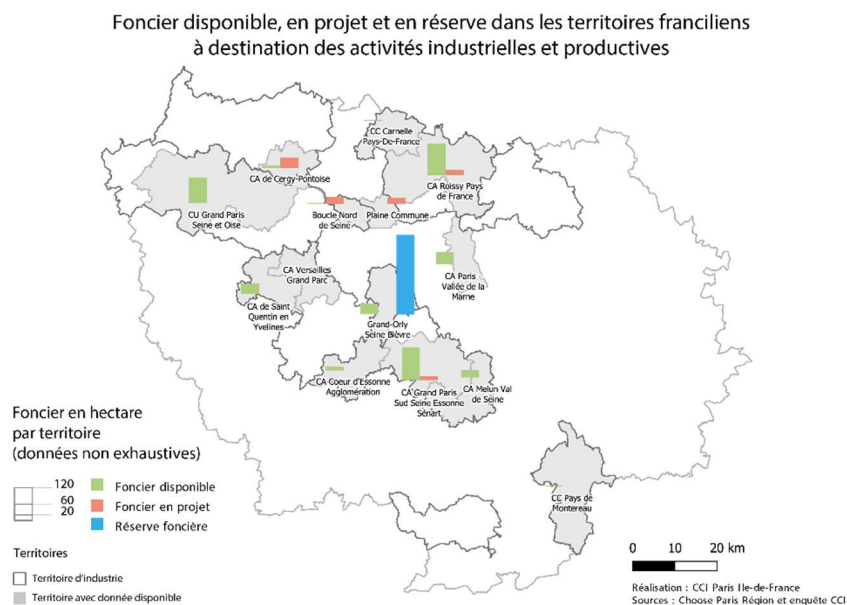 Foncier disponible, en projet et en réserve dans les territoires franciliens
à destination des activités industrielles et productives
CC Carnelle
Pays-De-France
CA de Cergy-Pontoise
CA Roissy Pays
de France
CU Grand Paris
Seine et Oise
Boucle Nord
de Seine
Plaine Commune
CA Versailles
Grand Parc
CA Paris
Vallée de la
Marne
CA de Saint
Quentin en
Yvelines
Grand-Orly
Seine Bièvre
CA Coeur d'Essonne
Agglomération
CA Grand Paris
Sud Seine Essonne
Sénart
CA Melun Val
de Seine
CC Pays de
Montereau
Foncier en hectare
par territoire
(données non exhaustives)
120
60
20
Foncier disponible
Foncier en projet
Réserve foncière
Territoires
Territoire d'industrie
Territoire avec donnée disponible
0 10 20 km
Réalisation : CCI Paris Ile-de-France
Sources : Choose Paris Région et enquête CCI